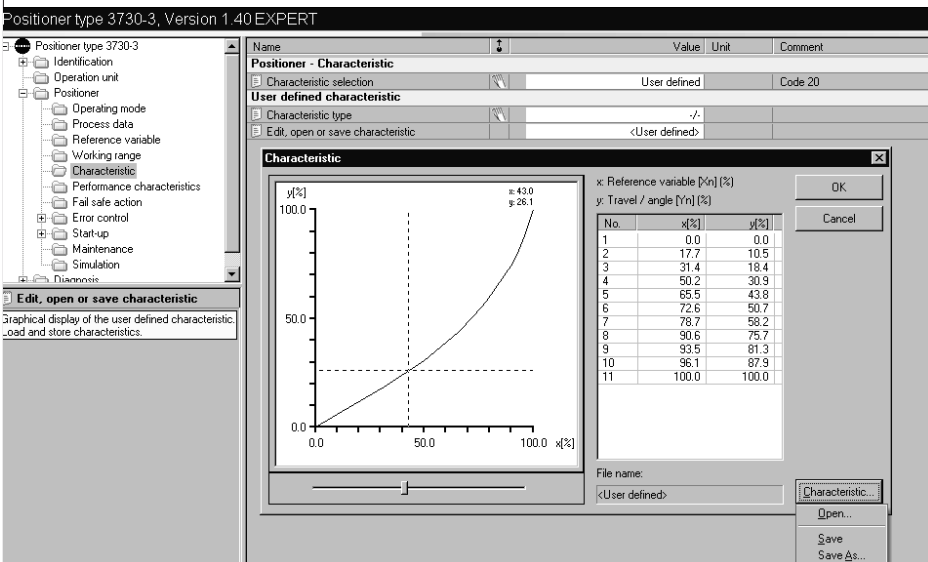 Positioner type 3730-3, Version 1.40 EXPERT
Positioner type 3730-3
Identification
Operation unit
Positioner
Operating mode
Process data
Reference variable
Working range
Characteristic
Performance characteristics
Fail safe action
Error control
Start-up
Maintenance
Simulation
Diagnosis
Edit, open or save characteristic
Graphical display of the user defined characteristic.
Load and store characteristics.
Name Value Unit Comment
Positioner - Characteristic
Characteristic selection User defined Code 20
User defined characteristic
Characteristic type -/-
Edit, open or save characteristic <User defined>
Characteristic
y[%]
x: 43.0
y: 26.1
100.0
50.0
0.0
0.0 50.0 100.0 x[%]
x: Reference variable [Xn] (%)
y: Travel / angle [Yn] (%)
No. x[%] y[%]
1 0.0 0.0
2 17.7 10.5
3 31.4 18.4
4 50.2 30.9
5 65.5 43.8
6 72.6 50.7
7 78.7 58.2
8 90.6 75.7
9 93.5 81.3
10 96.1 87.9
11 100.0 100.0
File name:
<User defined>
OK
Cancel
Characteristic...
Open...
Save
Save As...